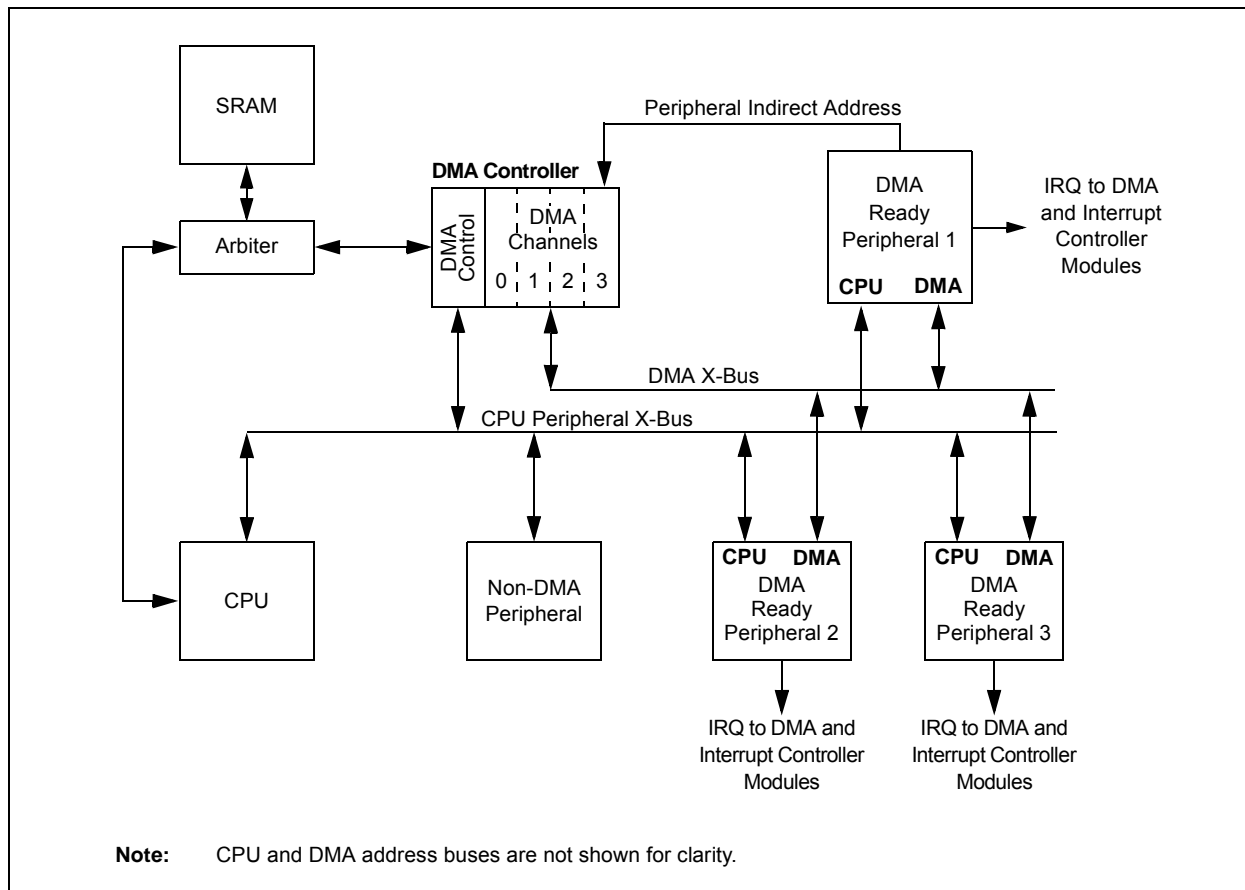 SRAM
Peripheral Indirect Address
DMA Controller
DMA
Control
DMA
Channels
0 1 2 3
DMA
Ready
Peripheral 1
CPU DMA
IRQ to DMA
and Interrupt
Controller
Modules
Arbiter
DMA X-Bus
CPU Peripheral X-Bus
CPU
Non-DMA
Peripheral
CPU DMA
DMA
Ready
Peripheral 2
CPU DMA
DMA
Ready
Peripheral 3
IRQ to DMA and
Interrupt Controller
Modules
IRQ to DMA and
Interrupt Controller
Modules
Note: CPU and DMA address buses are not shown for clarity.